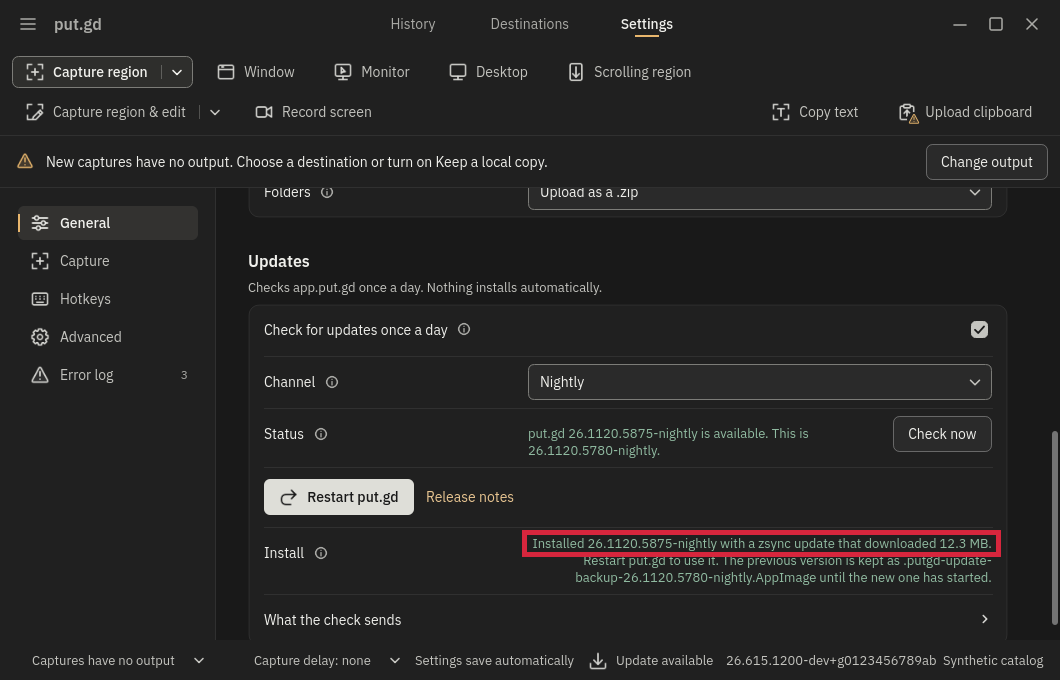 put.gd
History
Destinations
Settings
Capture region
Window
Monitor
Desktop
Scrolling region
Capture region & edit
Record screen
Copy text
Upload clipboard
New captures have no output. Choose a destination or turn on Keep a local copy.
Change output
Folders
Upload as a .zip
General
Capture
Hotkeys
Advanced
Error log
3
Updates
Checks app.put.gd once a day. Nothing installs automatically.
Check for updates once a day
Channel
Nightly
Status
put.gd 26.1120.5875-nightly is available. This is
26.1120.5780-nightly.
Check now
Restart put.gd
Release notes
Install
Installed 26.1120.5875-nightly with a zsync update that downloaded 12.3 MB.
Restart put.gd to use it. The previous version is kept as .putgd-update-
backup-26.1120.5780-nightly.AppImage until the new one has started.
What the check sends
Captures have no output
Capture delay: none
Settings save automatically
Update available
26.615.1200-dev+g0123456789ab
Synthetic catalog